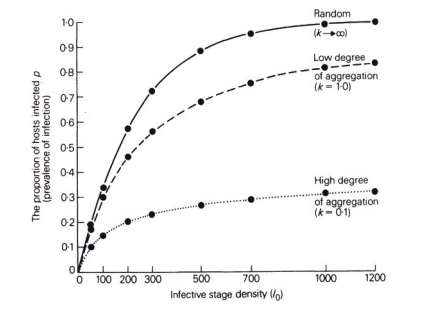 Random
(k→∞)
Low degree
of aggregation
(k = 1·0)
High degree
of aggregation
(k = 0·1)
The proportion of hosts infected p
(prevalence of infection)
1·0
0·9
0·8
0·7
0·6
0·5
0·4
0·3
0·2
0·1
0
0 100 200 300 500 700 1000 1200
Infective stage density (I0)